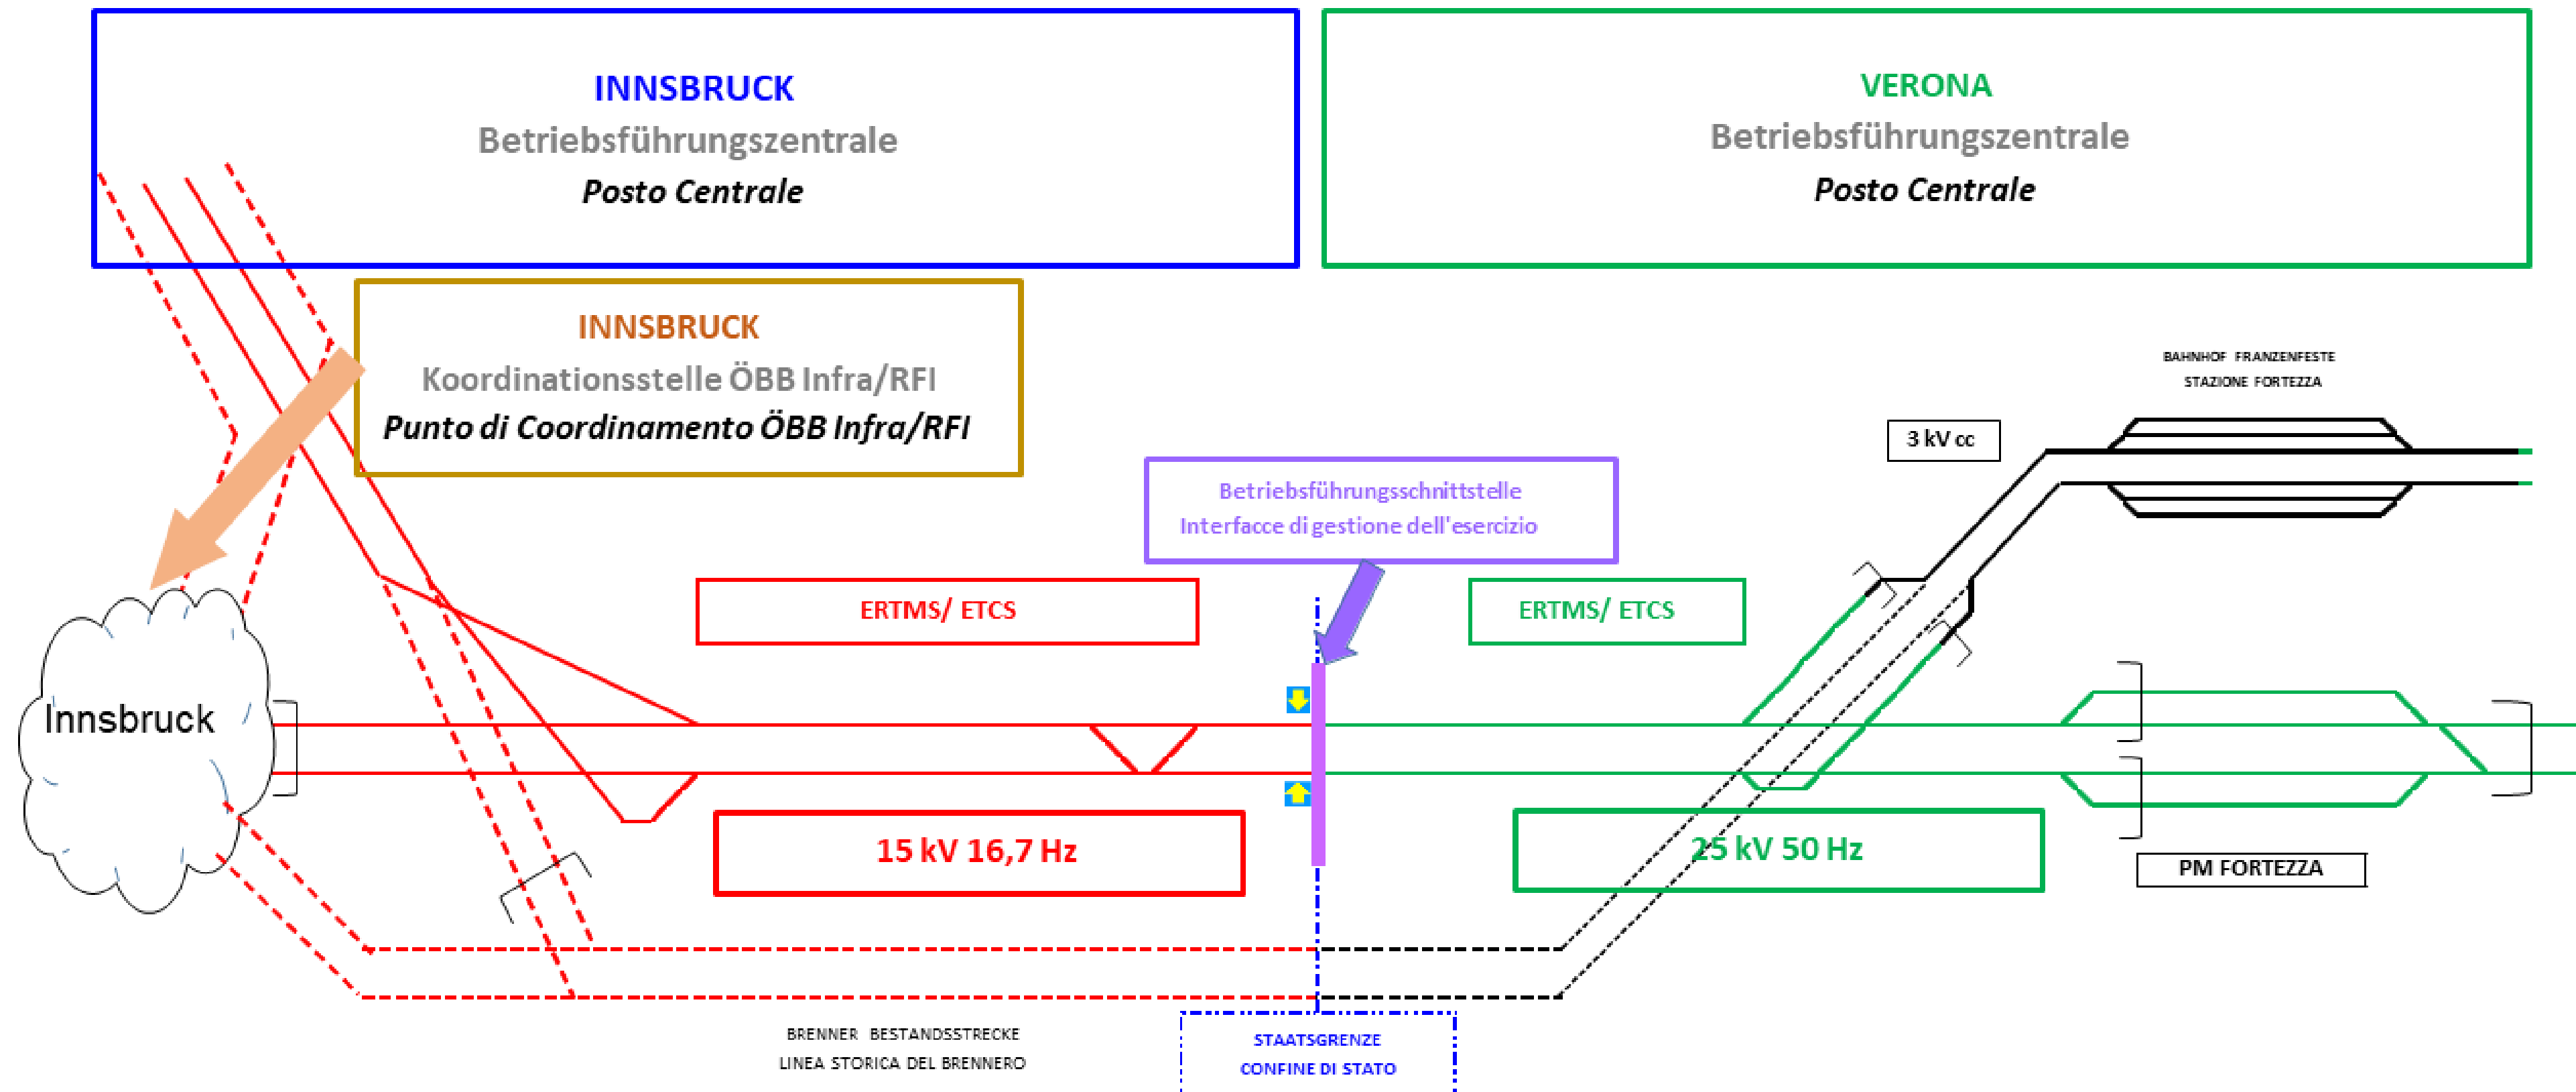 INNSBRUCK
Betriebsführungszentrale
Posto Centrale
VERONA
Betriebsführungszentrale
Posto Centrale
INNSBRUCK
Koordinationsstelle ÖBB Infra/RFI
Punto di Coordinamento ÖBB Infra/RFI
BAHNHOF FRANZENFESTE
STAZIONE FORTEZZA
3 kV cc
Betriebsführungsschnittstelle
Interfacce di gestione dell'esercizio
ERTMS/ ETCS
ERTMS/ ETCS
Innsbruck
15 kV 16,7 Hz
25 kV 50 Hz
PM FORTEZZA
BRENNER BESTANDSSTRECKE
LINEA STORICA DEL BRENNERO
STAATSGRENZE
CONFINE DI STATO